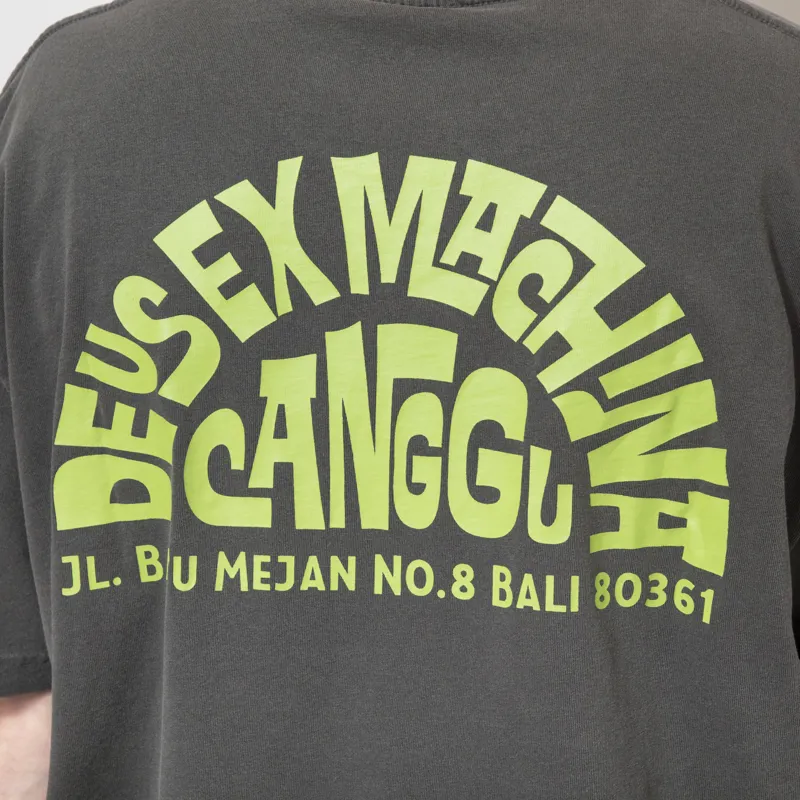 DEUS EX MACHINA
CANGGU
JL. MEJAN NO.8 BALI 80361